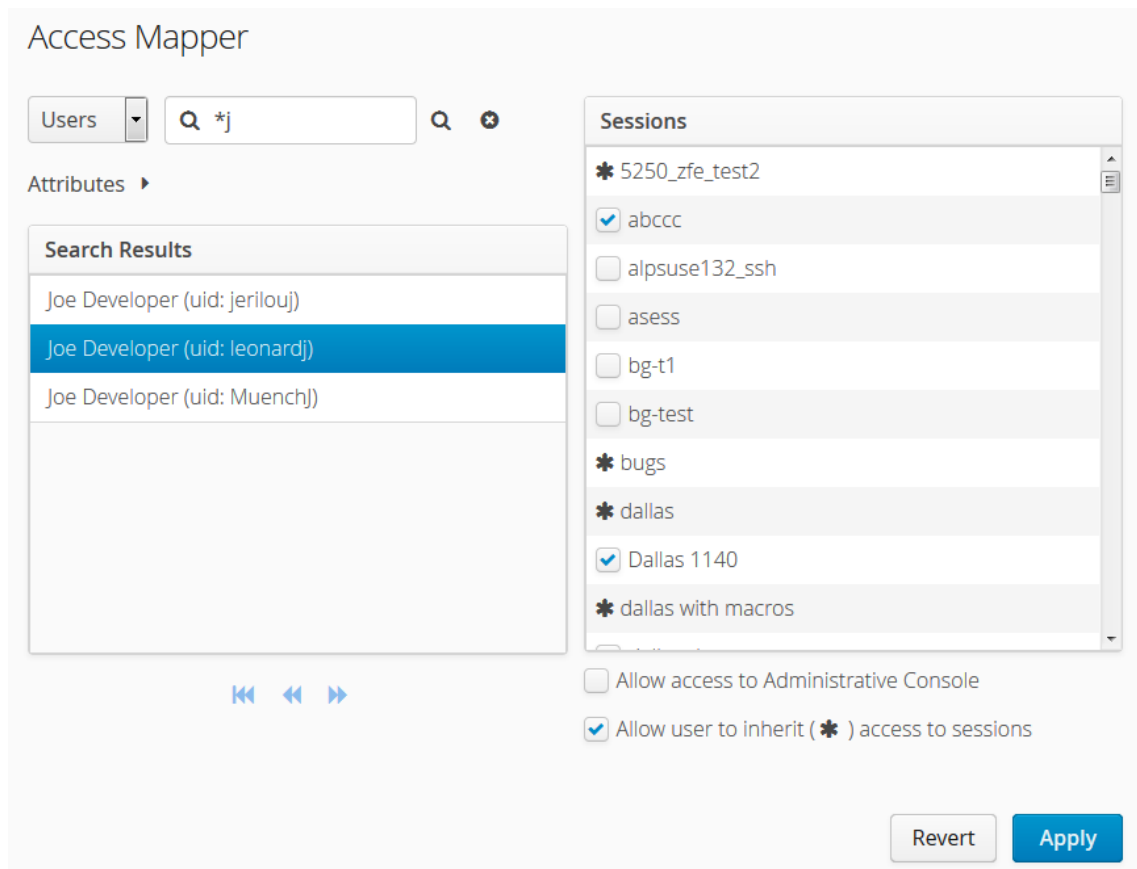 Access Mapper
Users
*j
Attributes
Search Results
Joe Developer (uid: jerilouj)
Joe Developer (uid: leonardj)
Joe Developer (uid: MuenchJ)
Sessions
✱ 5250_zfe_test2
abccc
alpsuse132_ssh
asess
bg-t1
bg-test
✱ bugs
✱ dallas
Dallas 1140
✱ dallas with macros
Allow access to Administrative Console
Allow user to inherit ( ✱ ) access to sessions
Revert
Apply